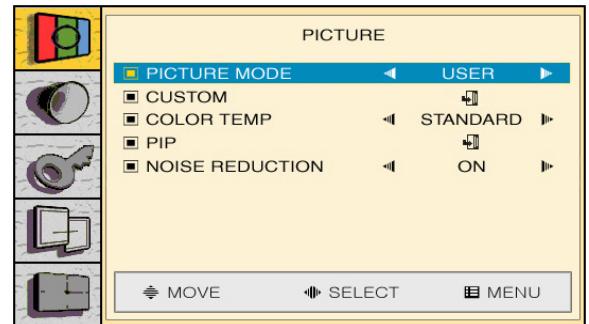 PICTURE
PICTURE MODE USER
CUSTOM
COLOR TEMP STANDARD
PIP
NOISE REDUCTION ON
MOVE SELECT MENU